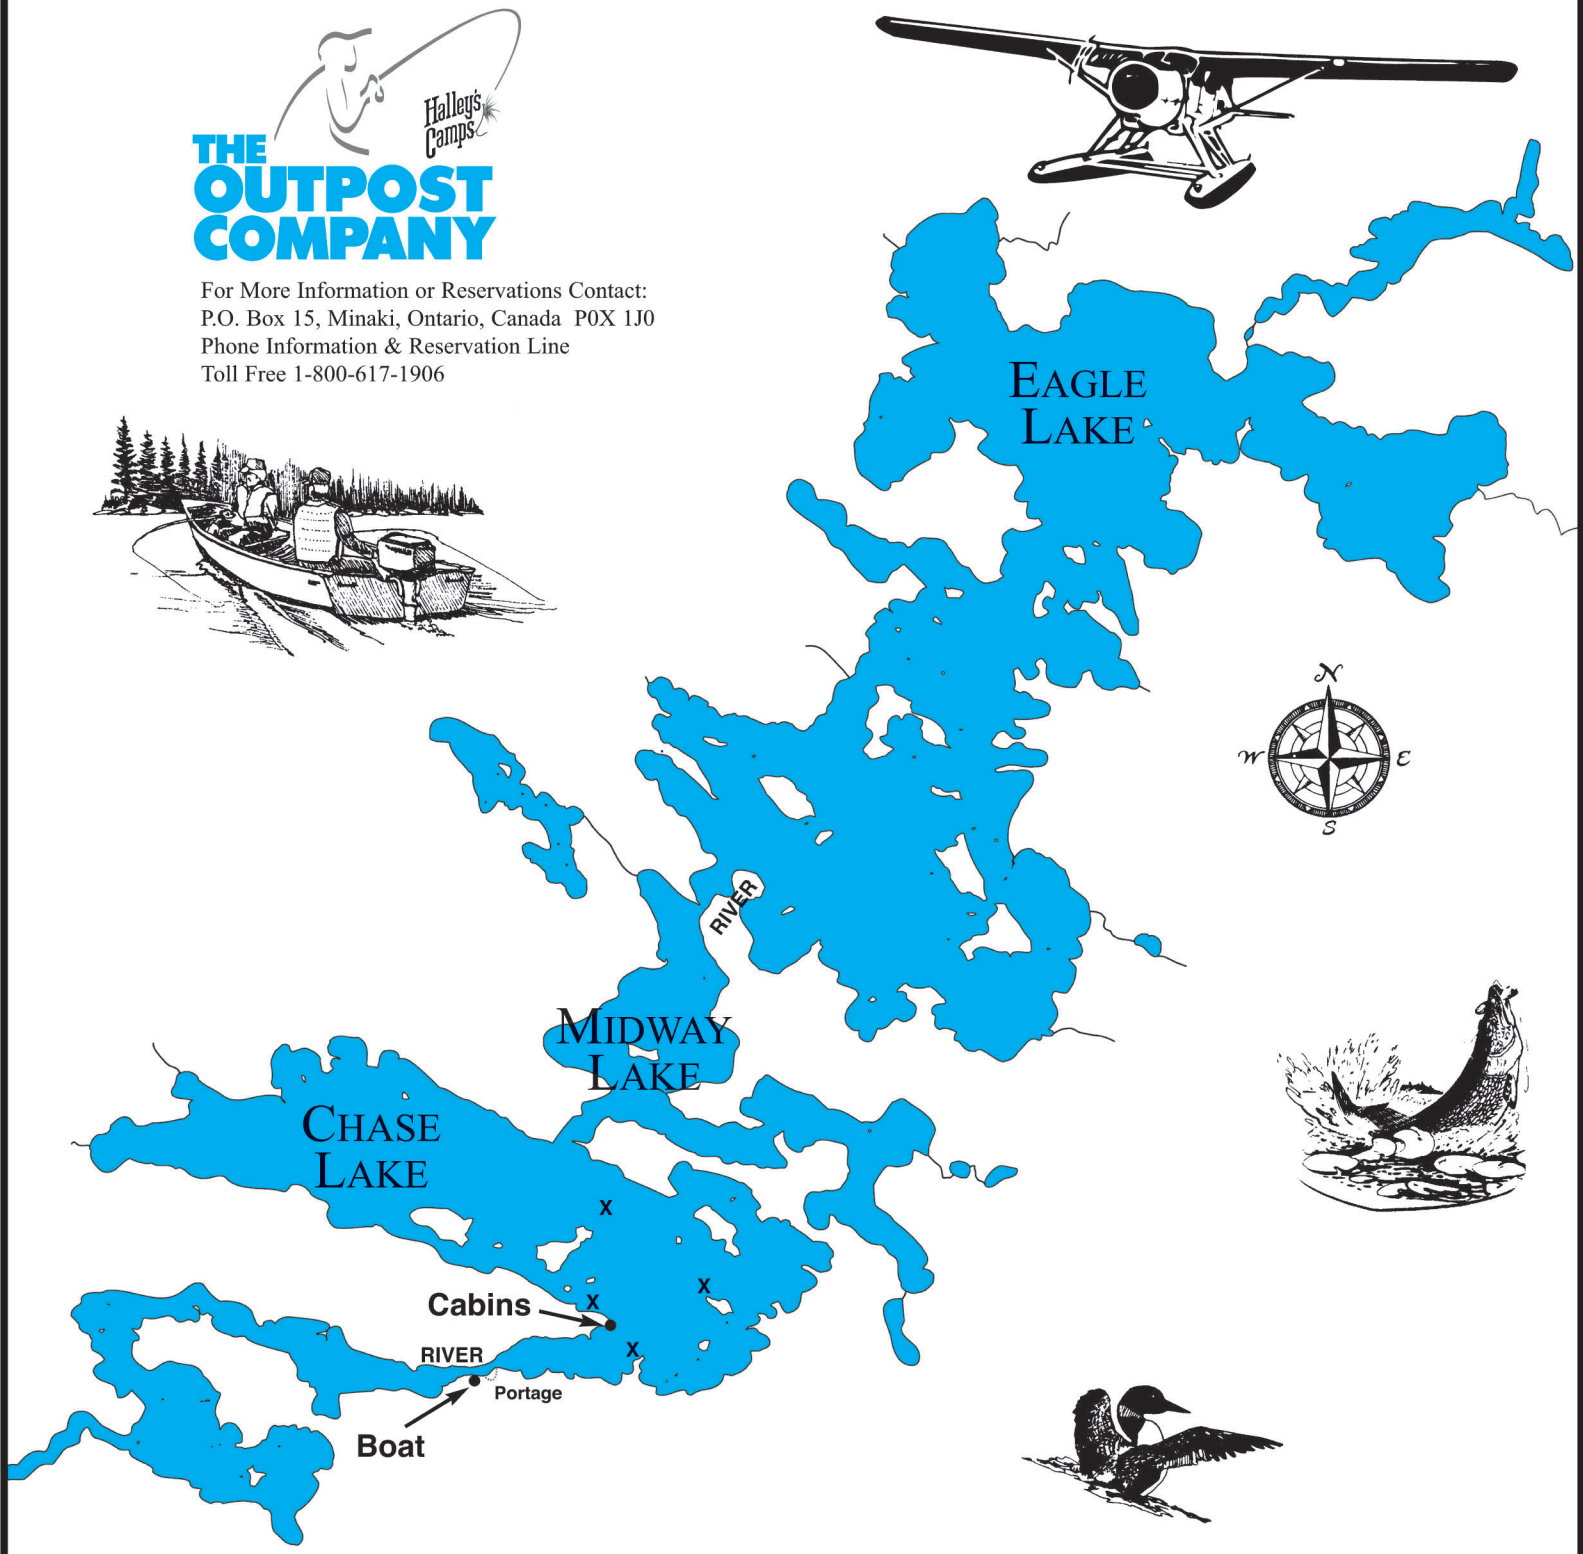 Halley's
Camps
THE
OUTPOST
COMPANY
For More Information or Reservations Contact:
P.O. Box 15, Minaki, Ontario, Canada P0X 1J0
Phone Information & Reservation Line
Toll Free 1-800-617-1906
EAGLE
LAKE
N
W
E
S
RIVER
MIDWAY
LAKE
CHASE
LAKE
X
X
Cabins
X
X
RIVER
Portage
Boat